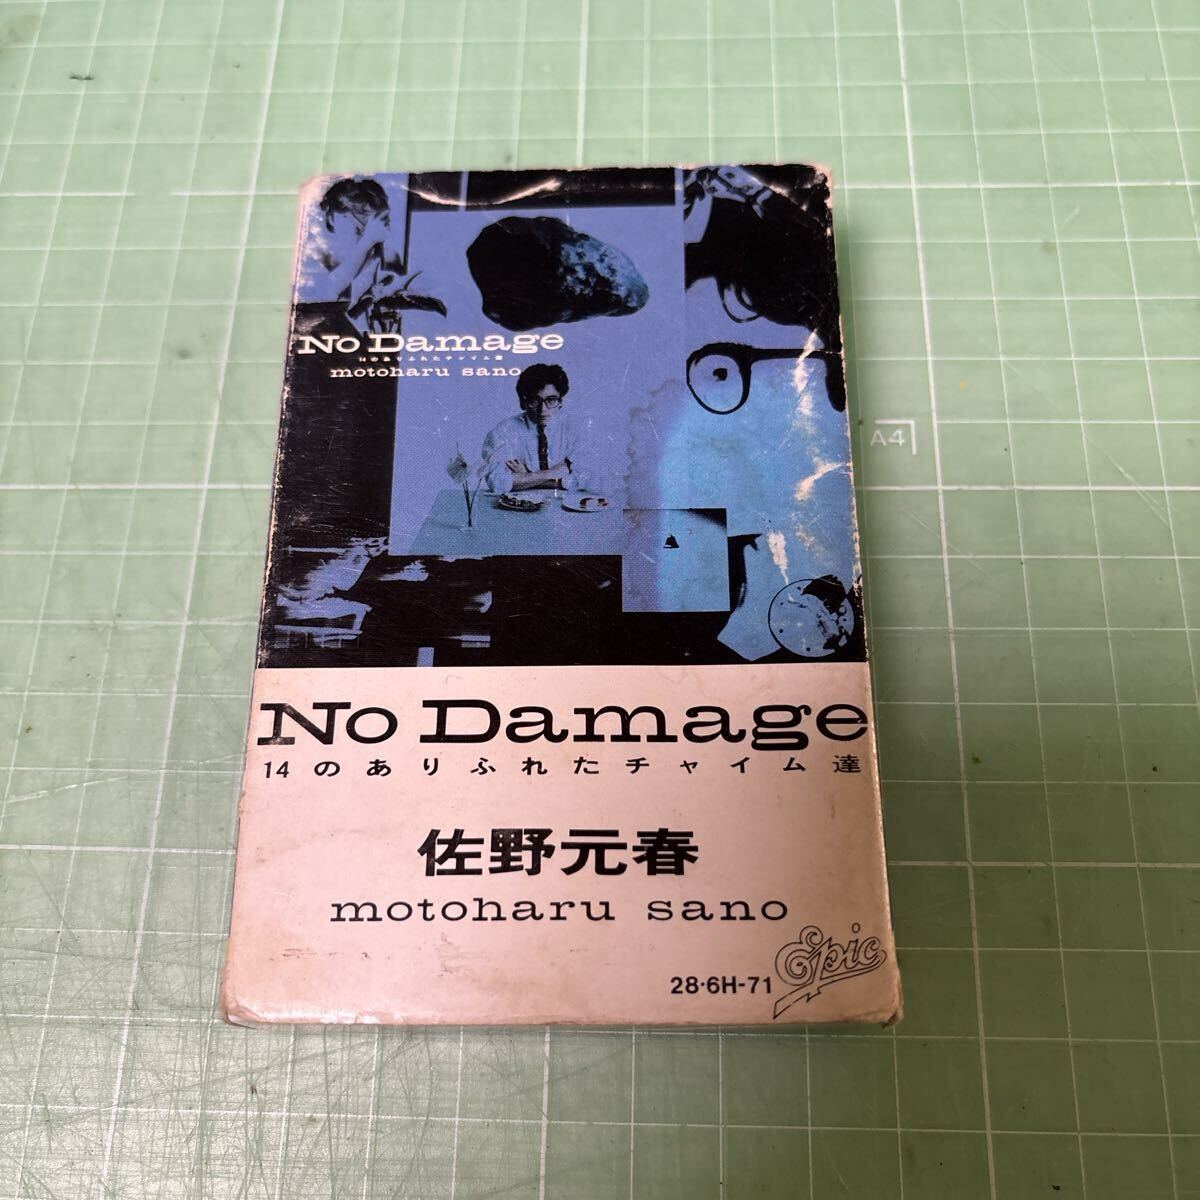 No Damage
14のありふれたチャイム達
motoharu sano
A4
No Damage
14のありふれたチャイム達
佐野元春
motoharu sano
Epic
28・6H-71